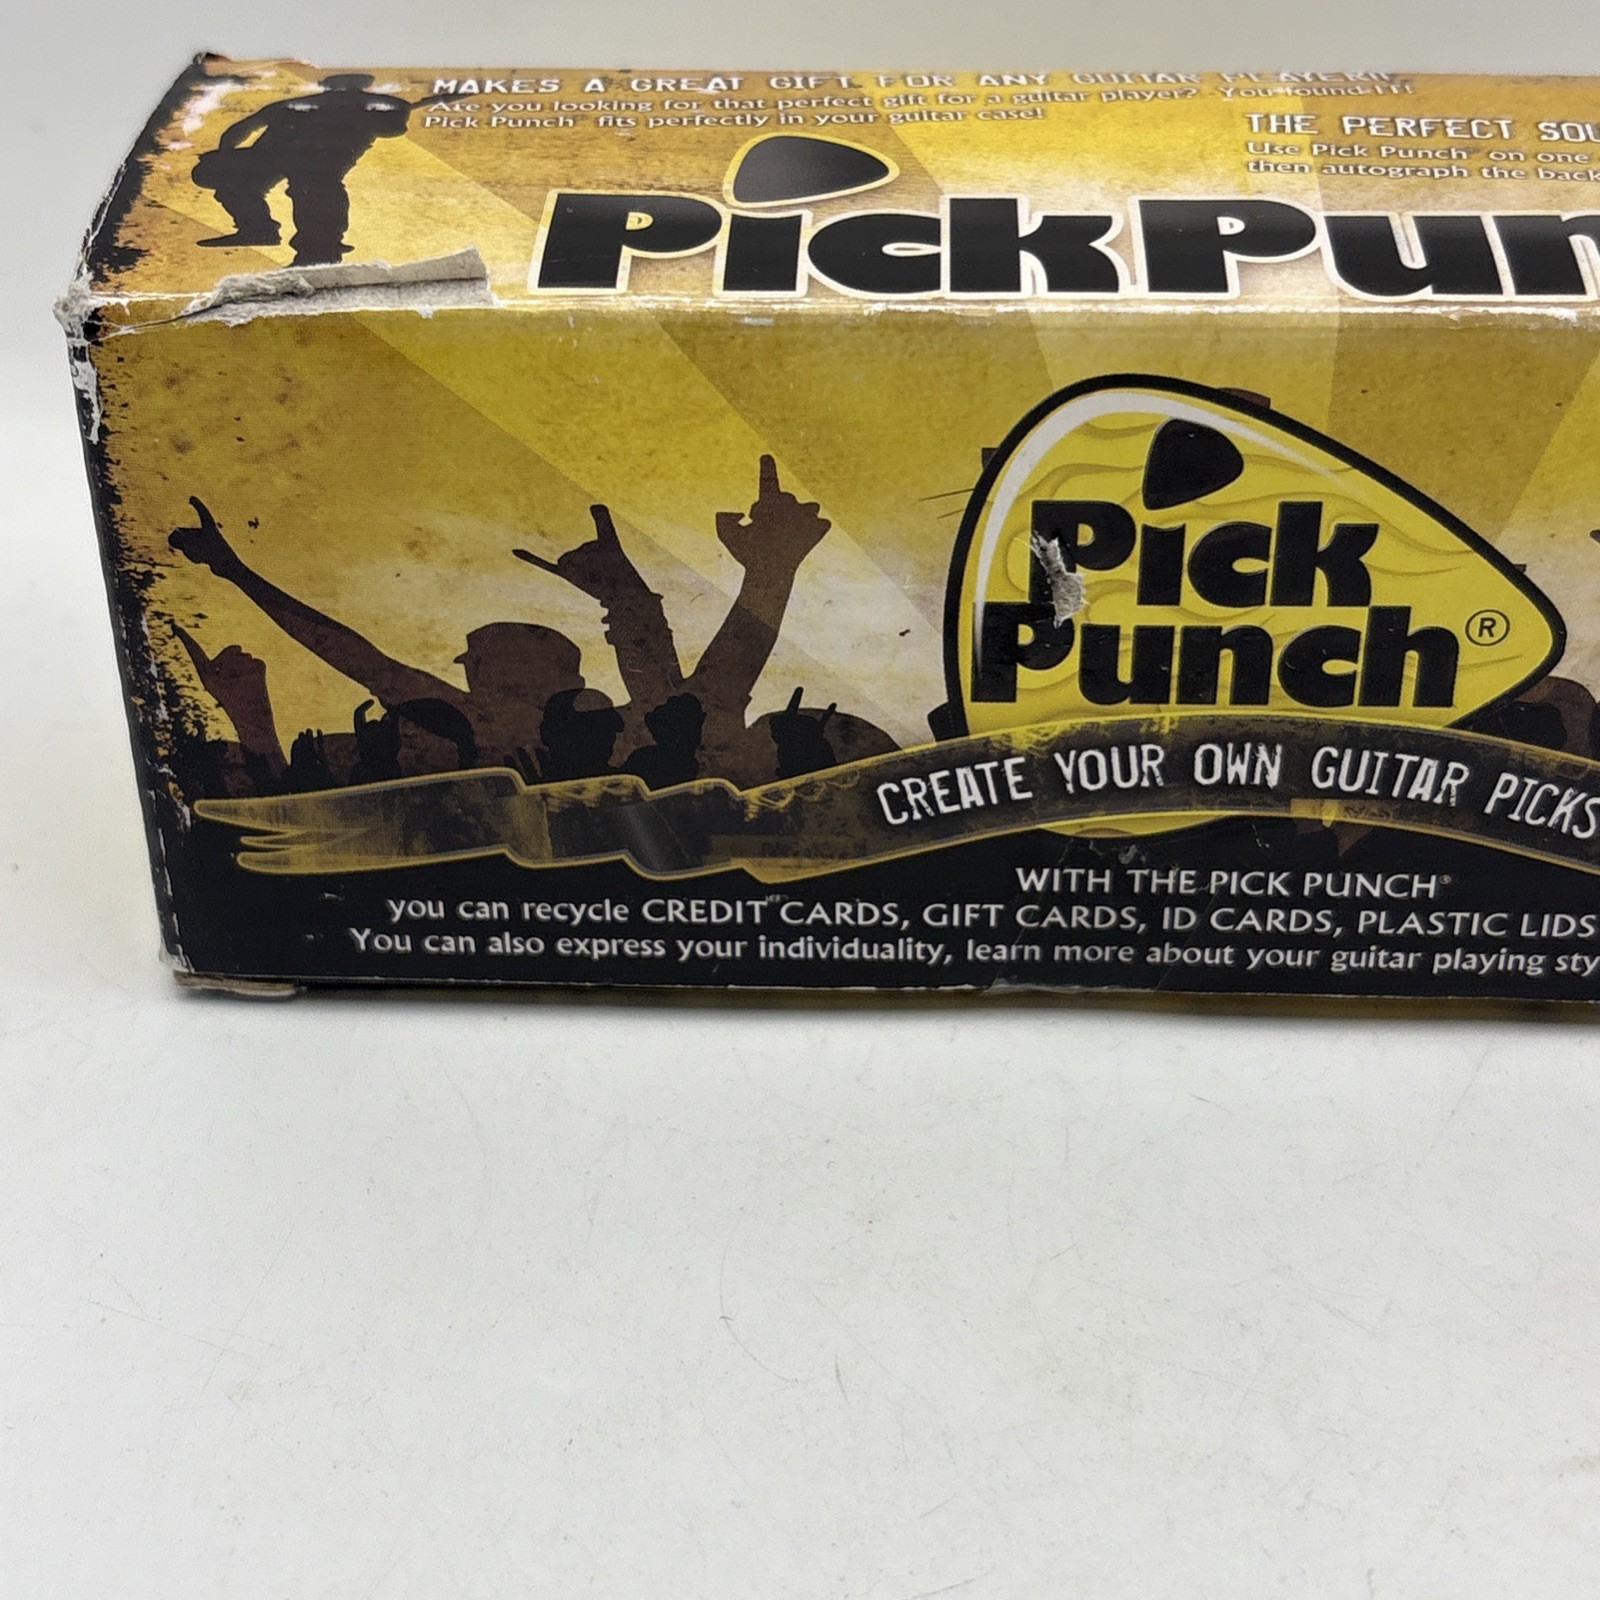 MAKES A GREAT GIFT FOR ANY GUITAR PLAYER!!!
Are you looking for that perfect gift for a guitar player? You found IT!
Pick Punch fits perfectly in your guitar case!
THE PERFECT SOU
Use Pick Punch on one
then autograph the back
PickPun
Pick
Punch®
CREATE YOUR OWN GUITAR PICKS
WITH THE PICK PUNCH®
you can recycle CREDIT CARDS, GIFT CARDS, ID CARDS, PLASTIC LIDS
You can also express your individuality, learn more about your guitar playing sty